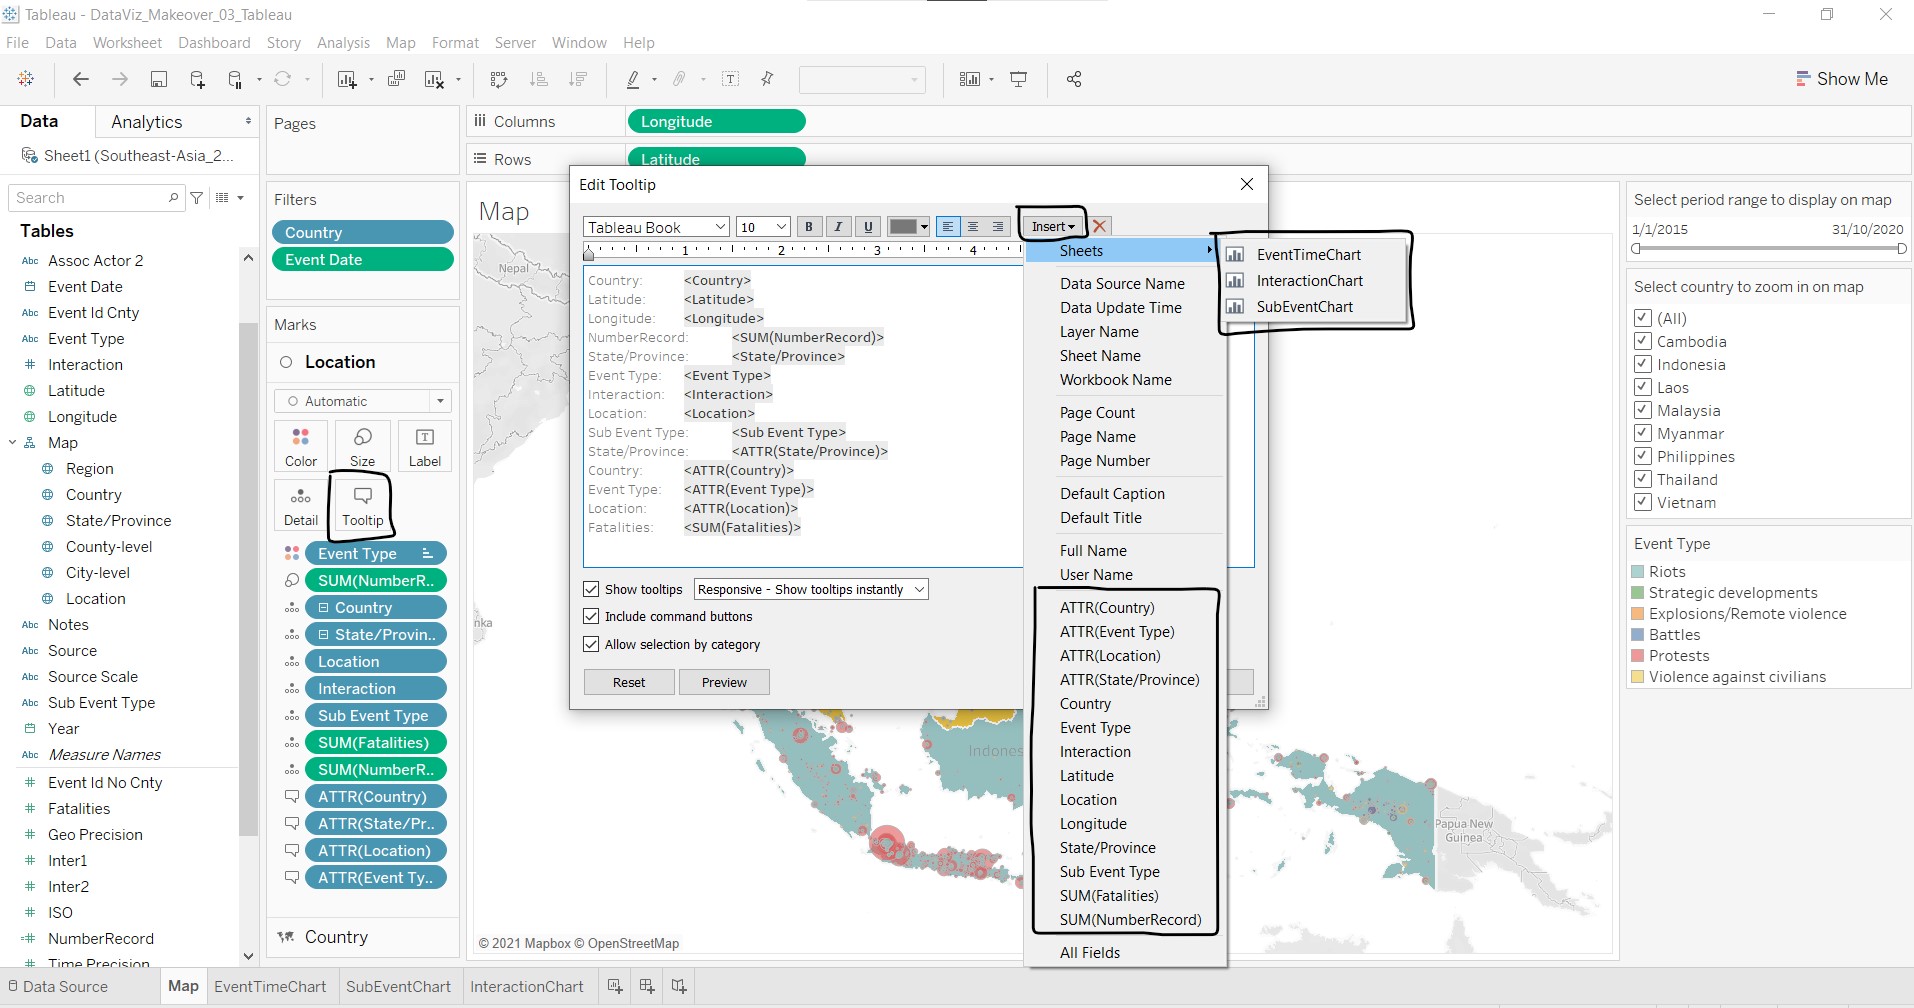 Tableau - DataViz_Makeover_03_Tableau
File Data Worksheet Dashboard Story Analysis Map Format Server Window Help
Show Me
Data
Analytics
Sheet1 (Southeast-Asia_2...
Search
Tables
Abc Assoc Actor 2
Event Date
Abc Event Id Cnty
Abc Event Type
# Interaction
Latitude
Longitude
Map
Region
Country
State/Province
County-level
City-level
Location
Abc Notes
Abc Source
Abc Source Scale
Abc Sub Event Type
Year
Abc Measure Names
# Event Id No Cnty
# Fatalities
# Geo Precision
# Inter1
# Inter2
# ISO
# NumberRecord
Time Precision
Pages
Filters
Country
Event Date
Marks
Location
Automatic
Color
Size
Label
Detail
Tooltip
Event Type
SUM(NumberR..
Country
State/Provin..
Location
Interaction
Sub Event Type
SUM(Fatalities)
SUM(NumberR..
ATTR(Country)
ATTR(State/Pr..
ATTR(Location)
ATTR(Event Ty..
Country
Columns
Longitude
Rows
Latitude
Map
Nepal
nka
Indones
Papua New
Guinea
© 2021 Mapbox © OpenStreetMap
Edit Tooltip
Tableau Book
10
B I U
Insert
1 2 3 4
Country: <Country>
Latitude: <Latitude>
Longitude: <Longitude>
NumberRecord: <SUM(NumberRecord)>
State/Province: <State/Province>
Event Type: <Event Type>
Interaction: <Interaction>
Location: <Location>
Sub Event Type: <Sub Event Type>
State/Province: <ATTR(State/Province)>
Country: <ATTR(Country)>
Event Type: <ATTR(Event Type)>
Location: <ATTR(Location)>
Fatalities: <SUM(Fatalities)>
Show tooltips
Responsive - Show tooltips instantly
Include command buttons
Allow selection by category
Reset
Preview
Sheets
Data Source Name
Data Update Time
Layer Name
Sheet Name
Workbook Name
Page Count
Page Name
Page Number
Default Caption
Default Title
Full Name
User Name
ATTR(Country)
ATTR(Event Type)
ATTR(Location)
ATTR(State/Province)
Country
Event Type
Interaction
Latitude
Location
Longitude
State/Province
Sub Event Type
SUM(Fatalities)
SUM(NumberRecord)
All Fields
EventTimeChart
InteractionChart
SubEventChart
Select period range to display on map
1/1/2015
31/10/2020
Select country to zoom in on map
(All)
Cambodia
Indonesia
Laos
Malaysia
Myanmar
Philippines
Thailand
Vietnam
Event Type
Riots
Strategic developments
Explosions/Remote violence
Battles
Protests
Violence against civilians
Data Source
Map
EventTimeChart
SubEventChart
InteractionChart